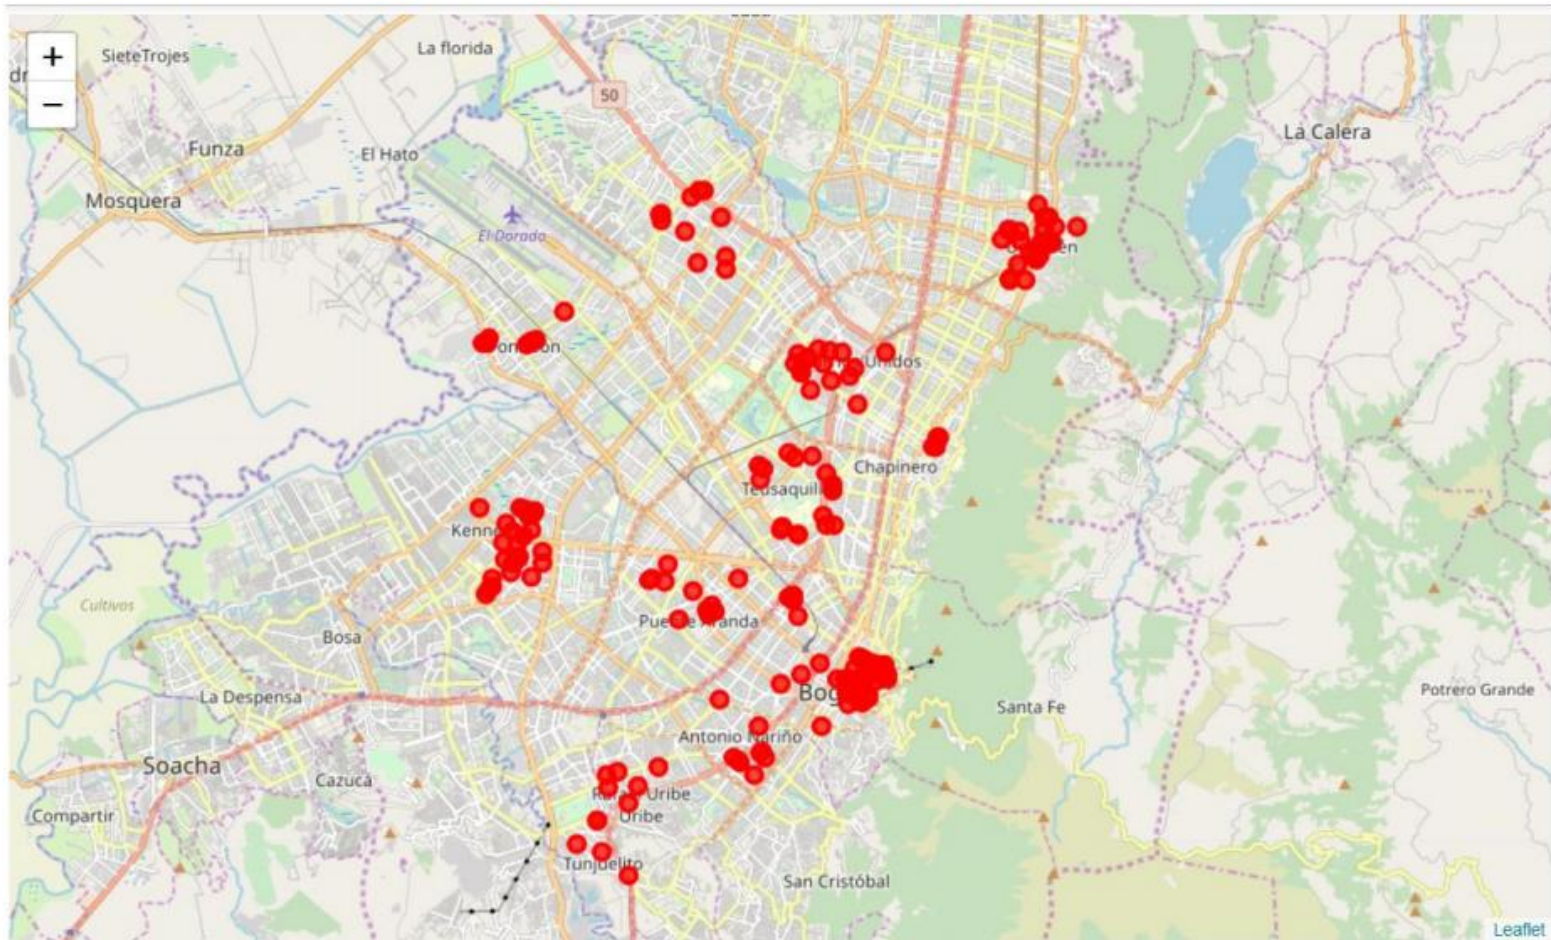 +
−
SieteTrojes
La florida
50
Funza
El Hato
La Calera
Mosquera
El Dorado
Unidos
Chapinero
Cultivos
Bosa
Puente Aranda
La Despensa
Santa Fe
Potrero Grande
Antonio Nariño
Soacha
Cazucá
Compartir
Uribe
Uribe
Tunjuelito
San Cristóbal
Leaflet